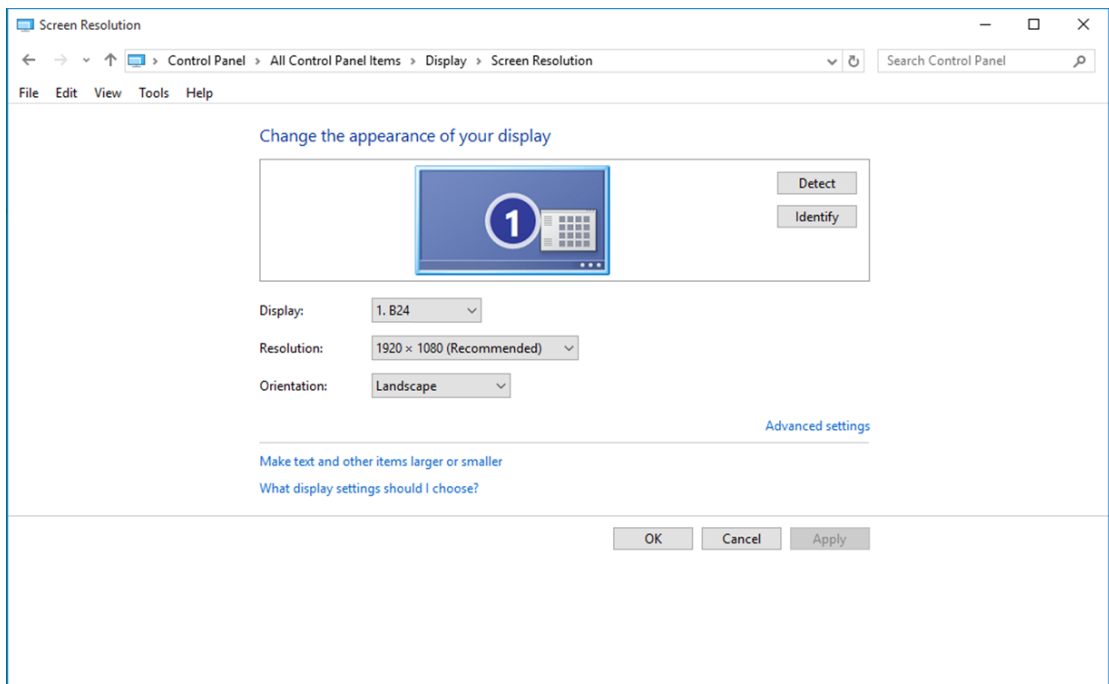 Screen Resolution
Control Panel > All Control Panel Items > Display > Screen Resolution
Search Control Panel
File Edit View Tools Help
Change the appearance of your display
1
Detect
Identify
Display: 1. B24
Resolution: 1920 × 1080 (Recommended)
Orientation: Landscape
Advanced settings
Make text and other items larger or smaller
What display settings should I choose?
OK Cancel Apply